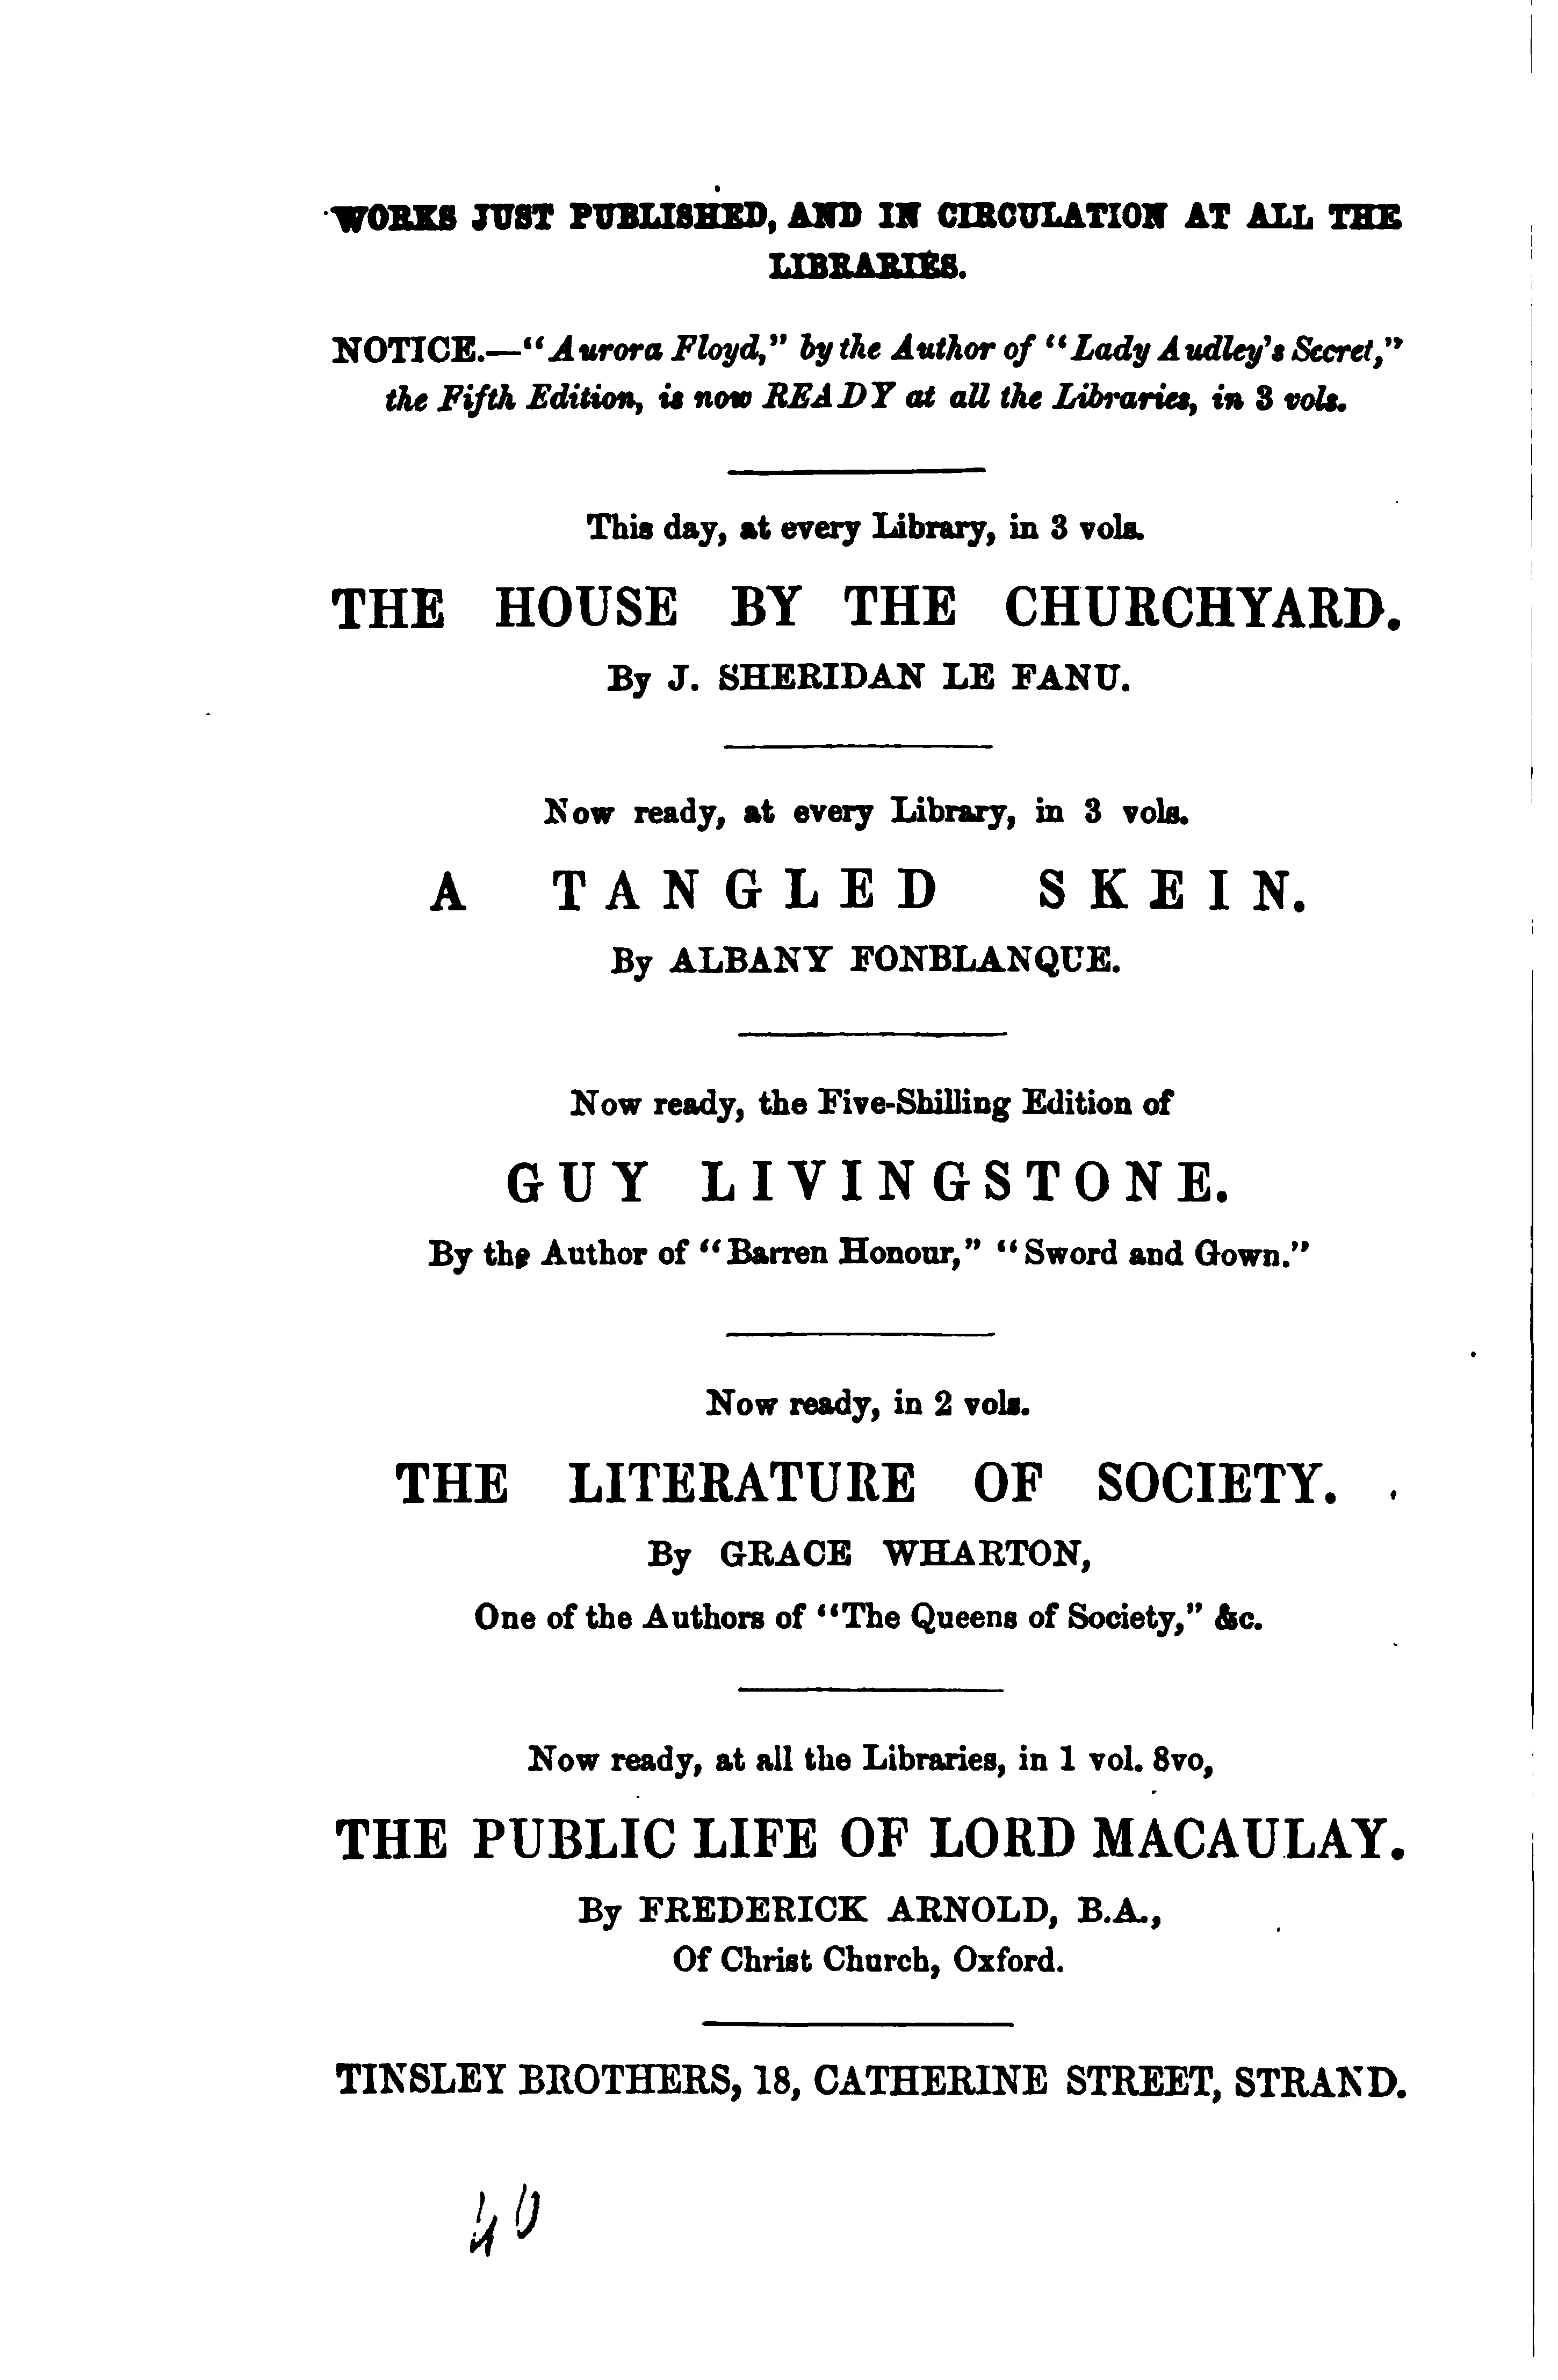 WORKS JUST PUBLISHED, AND IN CIRCULATION AT ALL THE
LIBRARIES.
NOTICE.—"Aurora Floyd," by the Author of "Lady Audley's Secret,"
the Fifth Edition, is now READY at all the Libraries, in 3 vols.
This day, at every Library, in 3 vols.
THE HOUSE BY THE CHURCHYARD.
By J. SHERIDAN LE FANU.
Now ready, at every Library, in 3 vols.
A TANGLED SKEIN.
By ALBANY FONBLANQUE.
Now ready, the Five-Shilling Edition of
GUY LIVINGSTONE.
By the Author of "Barren Honour," "Sword and Gown."
Now ready, in 2 vols.
THE LITERATURE OF SOCIETY.
By GRACE WHARTON,
One of the Authors of "The Queens of Society," &c.
Now ready, at all the Libraries, in 1 vol. 8vo,
THE PUBLIC LIFE OF LORD MACAULAY.
By FREDERICK ARNOLD, B.A.,
Of Christ Church, Oxford.
TINSLEY BROTHERS, 18, CATHERINE STREET, STRAND.